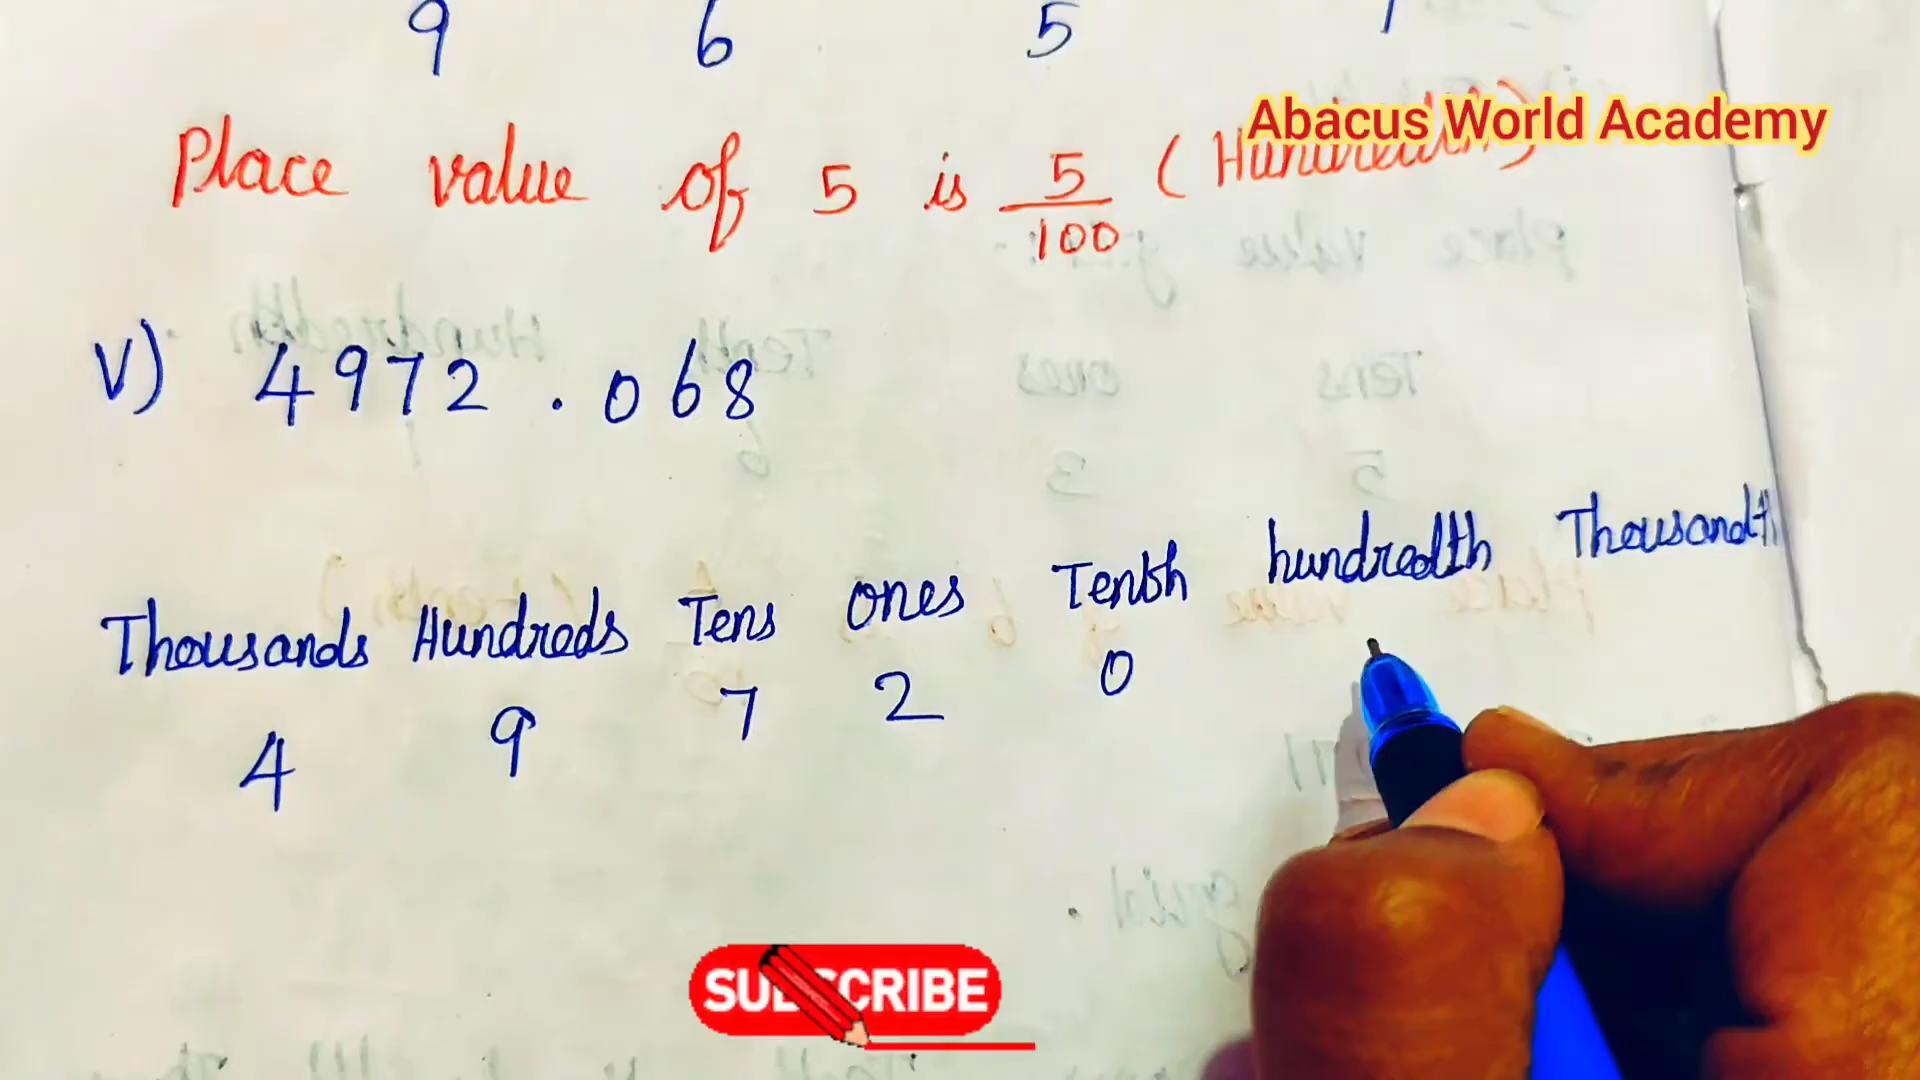 9 6 5
Abacus World Academy
Place value of 5 is 5/100 (Hundredth)
V) 4972 . 068
Thousands Hundreds Tens ones Tenth hundredth Thousandth
4 9 7 2 0
SUBSCRIBE